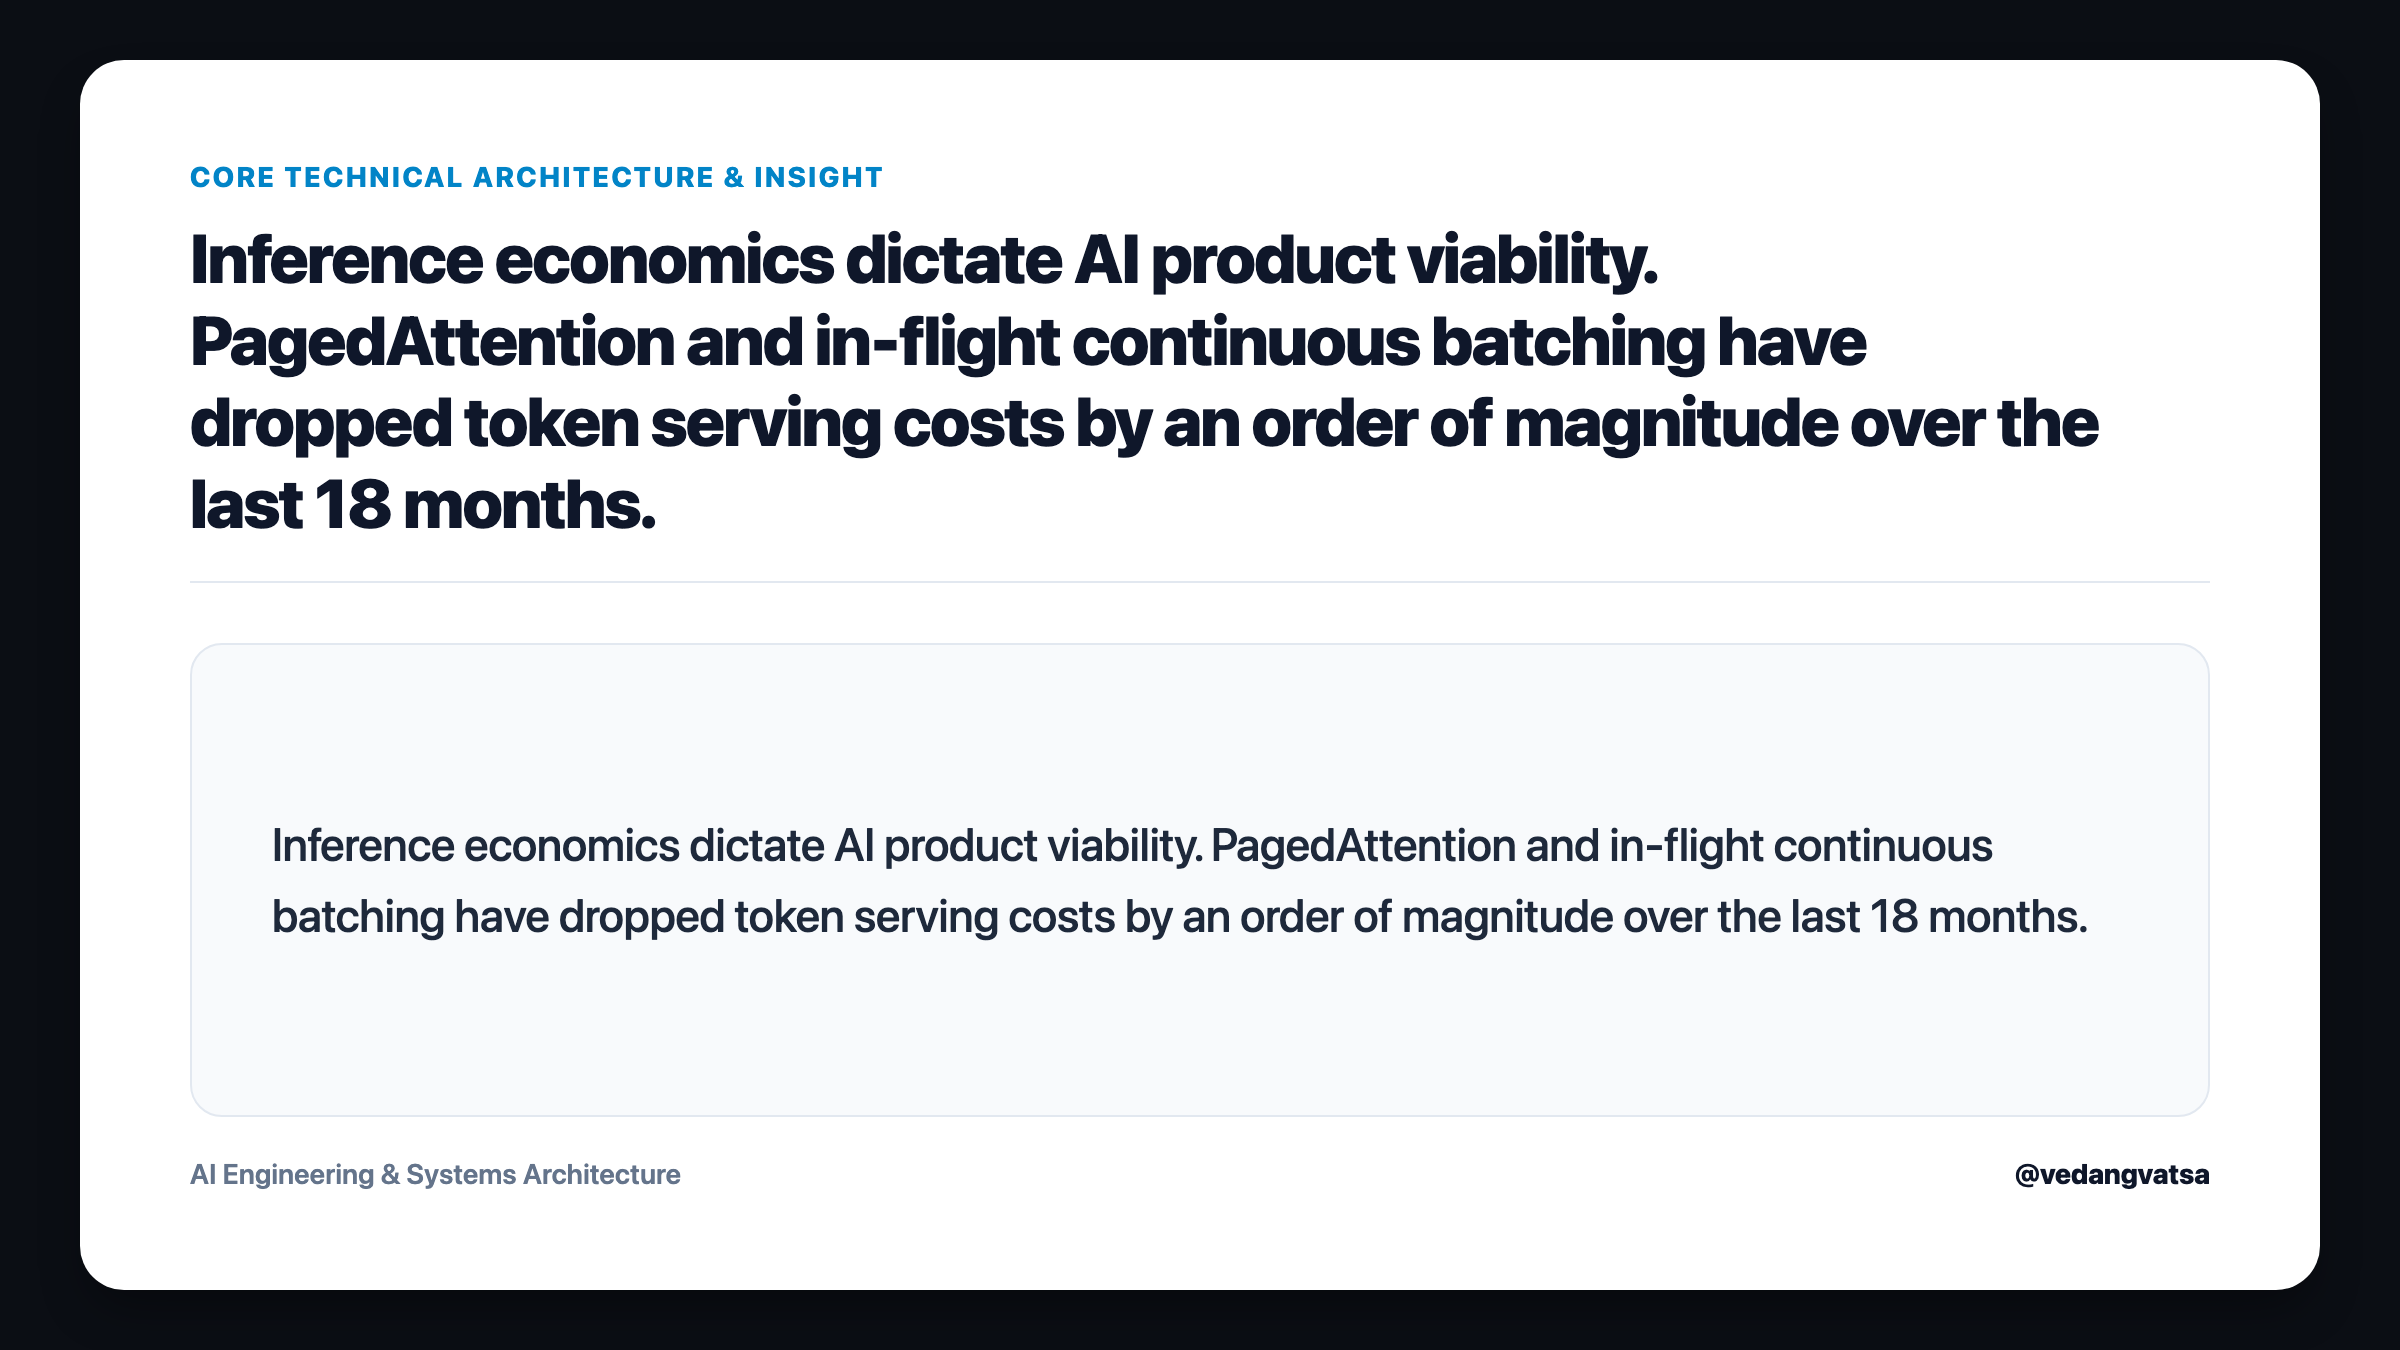 CORE TECHNICAL ARCHITECTURE & INSIGHT
Inference economics dictate AI product viability.
PagedAttention and in-flight continuous batching have
dropped token serving costs by an order of magnitude over the
last 18 months.
Inference economics dictate AI product viability. PagedAttention and in-flight continuous
batching have dropped token serving costs by an order of magnitude over the last 18 months.
AI Engineering & Systems Architecture
@vedangvatsa